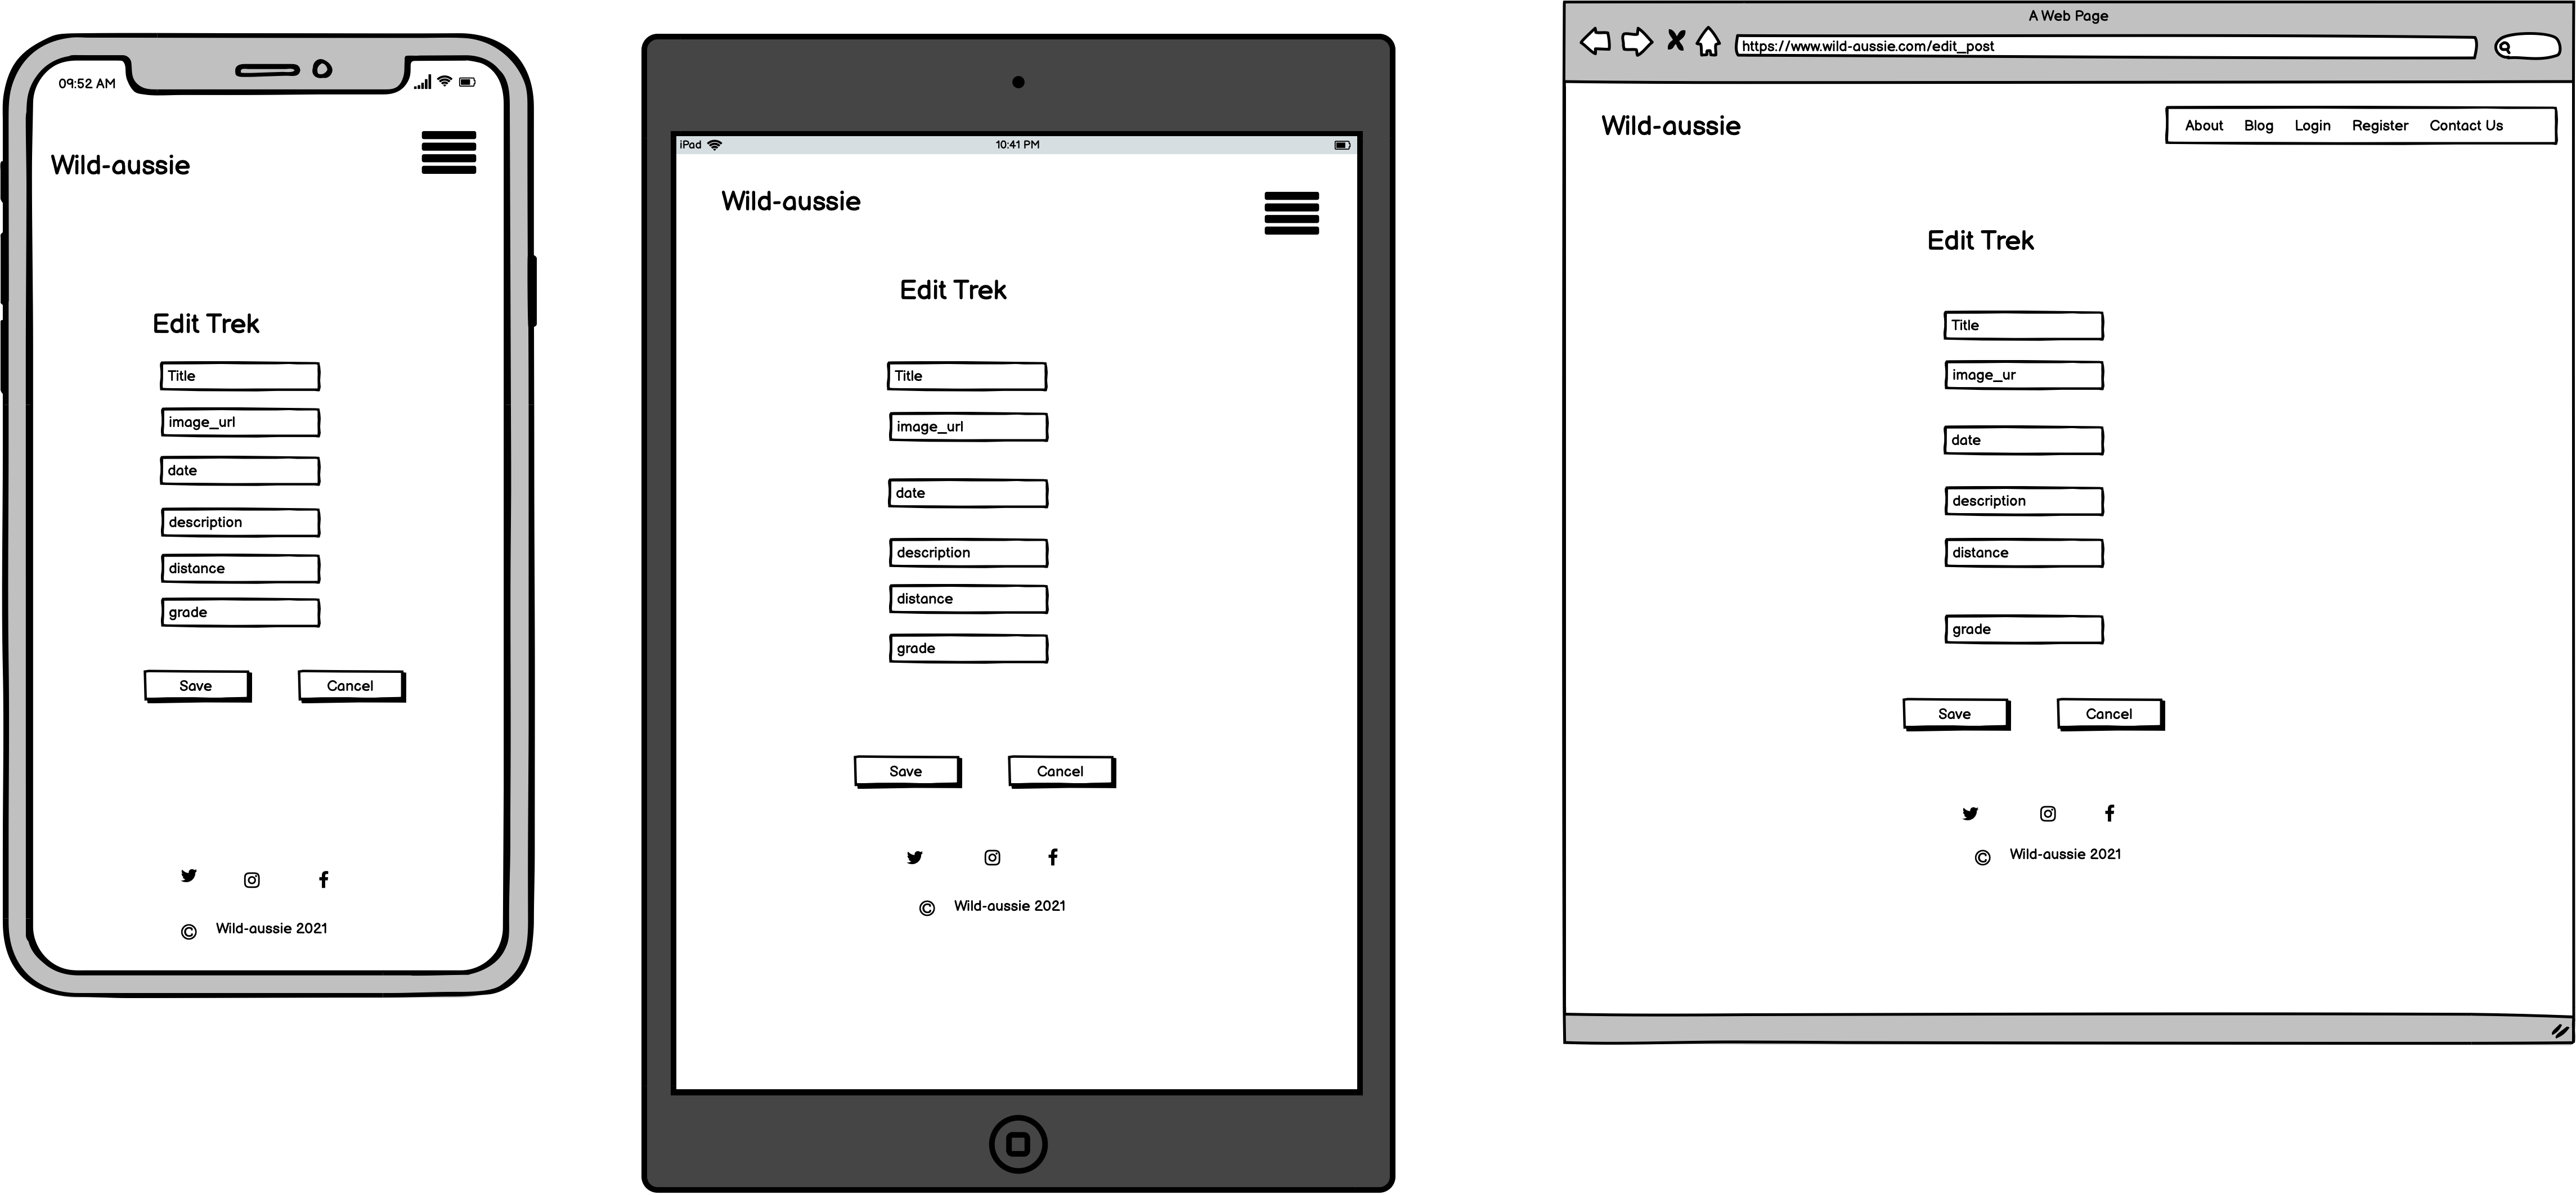 09:52 AM
Wild-aussie
Edit Trek
Title
image_url
date
description
distance
grade
Save Cancel
© Wild-aussie 2021
iPad 10:41 PM
Wild-aussie
Edit Trek
Title
image_url
date
description
distance
grade
Save Cancel
© Wild-aussie 2021
A Web Page
https://www.wild-aussie.com/edit_post
Wild-aussie About Blog Login Register Contact Us
Edit Trek
Title
image_ur
date
description
distance
grade
Save Cancel
© Wild-aussie 2021